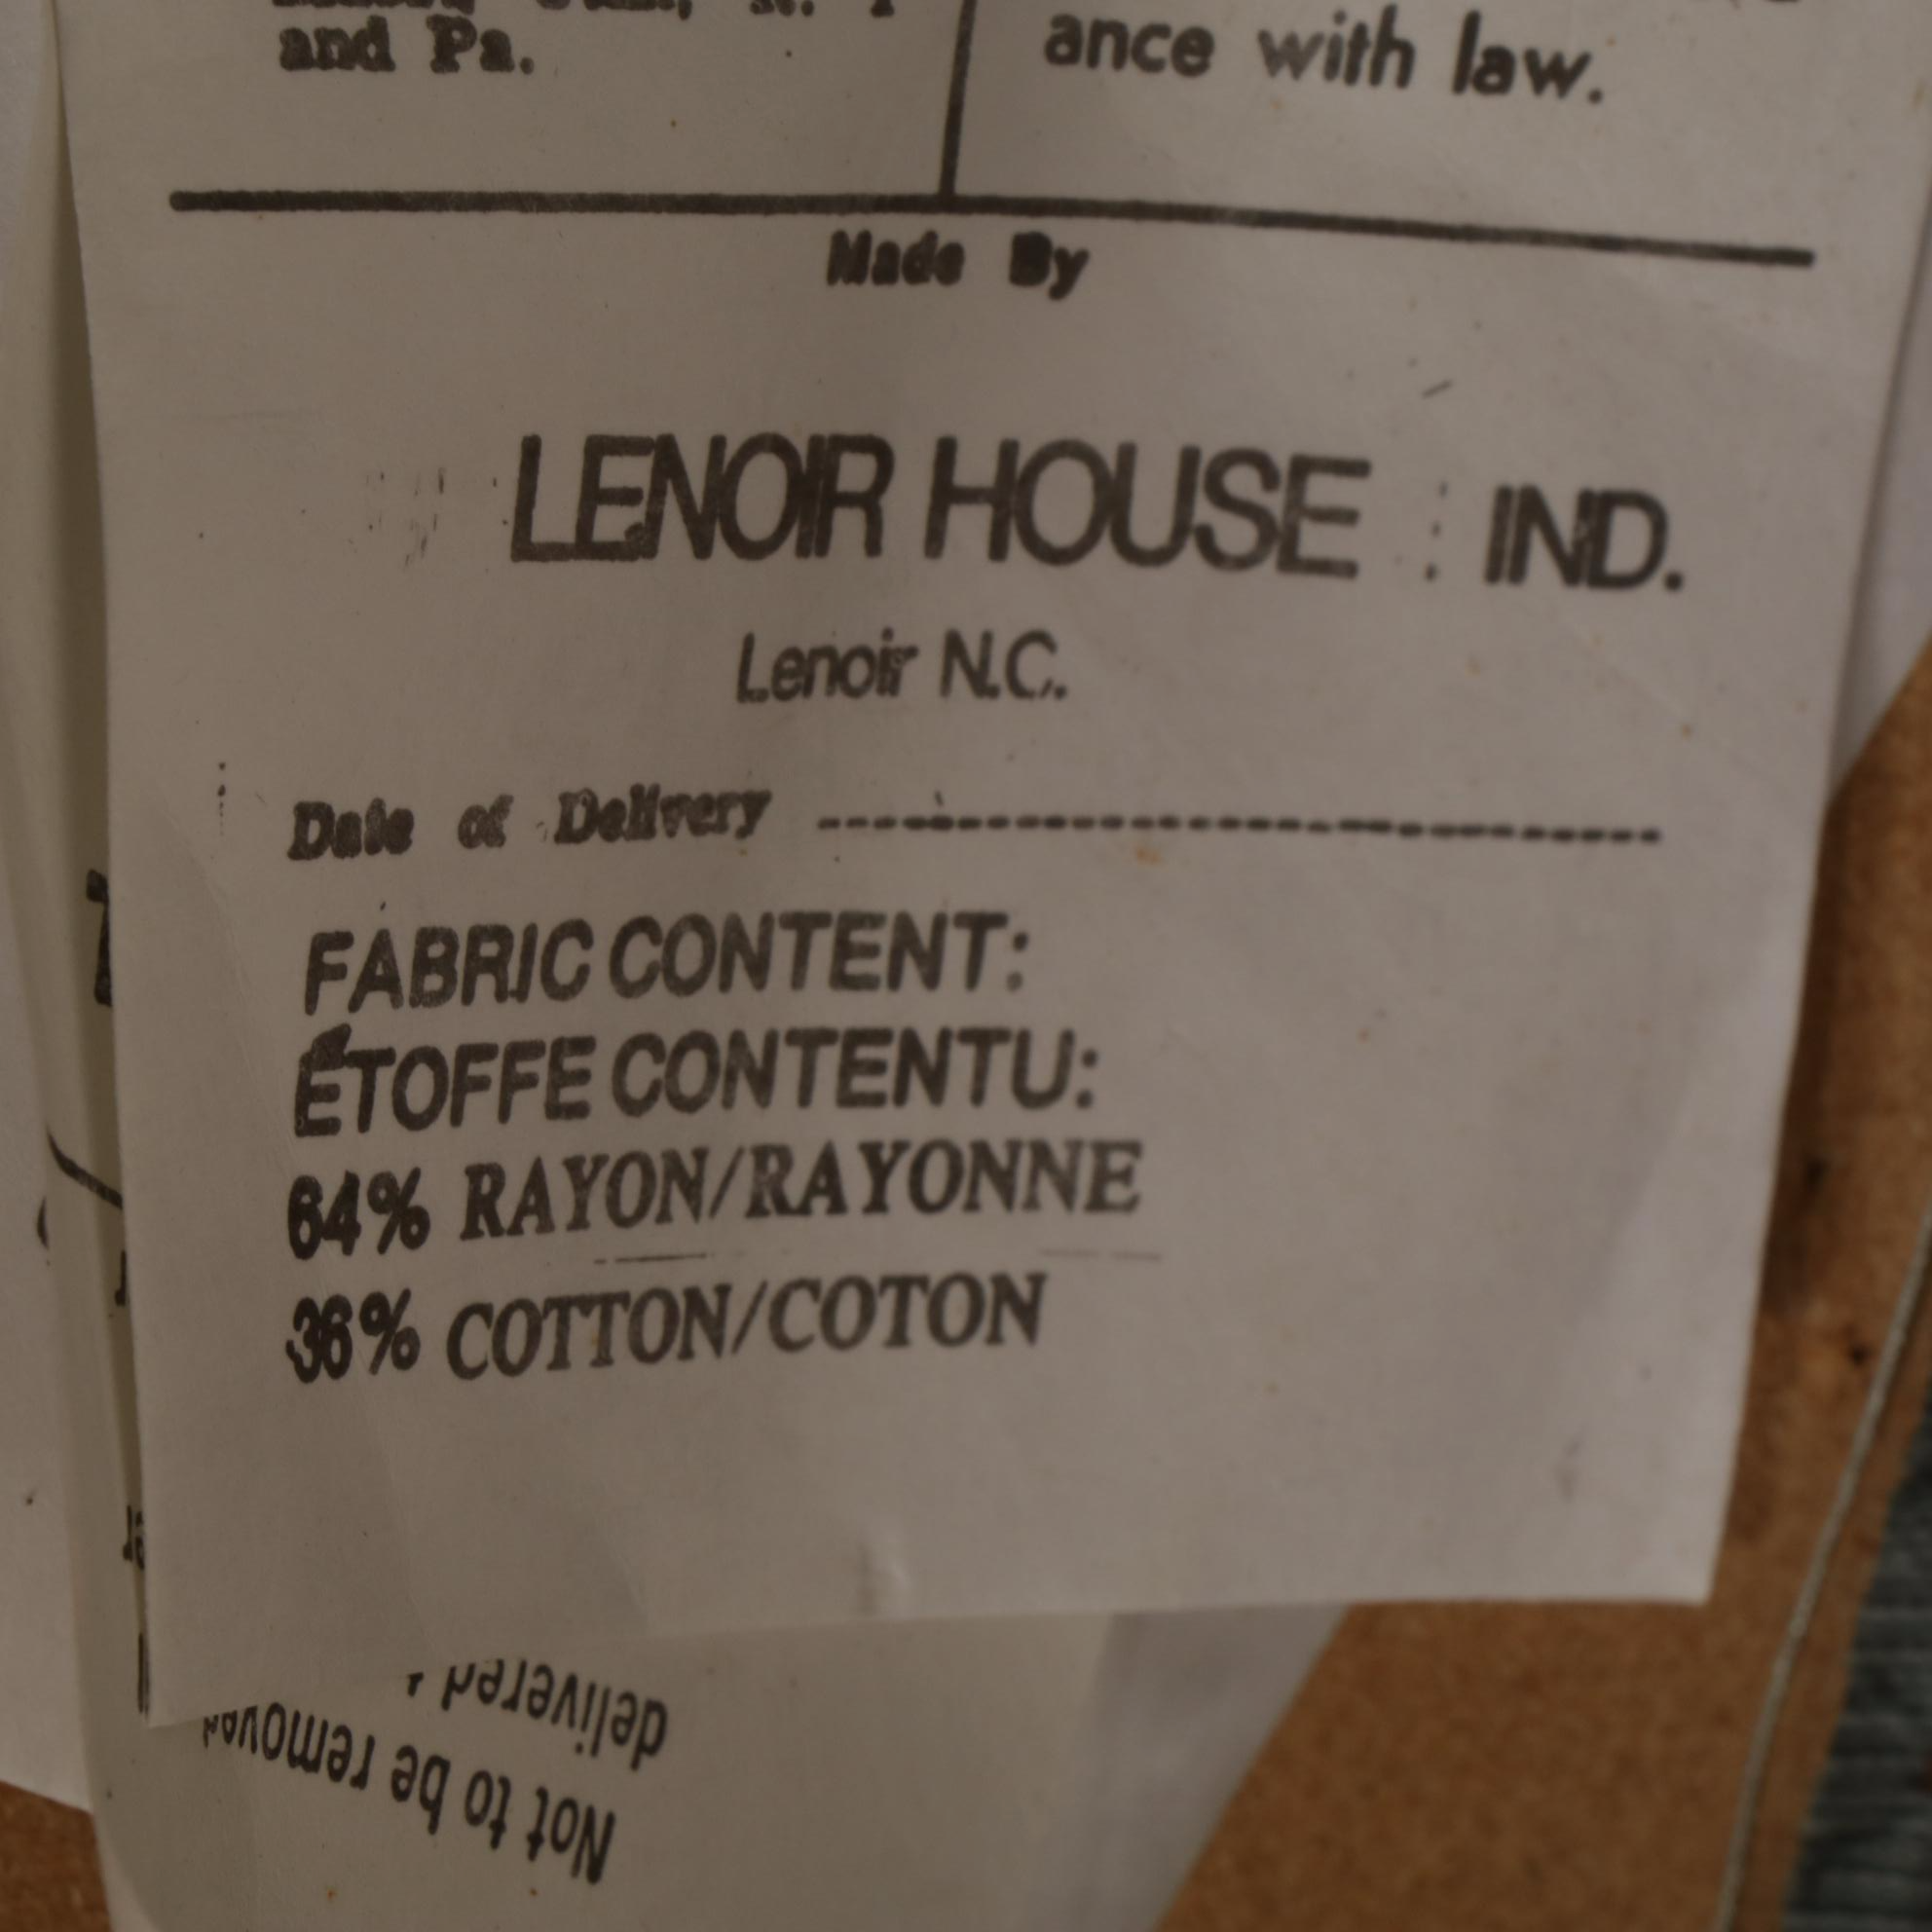 and Pa.
ance with law.
Made By
LENOIR HOUSE IND.
Lenoir N.C.
Date of Delivery
FABRIC CONTENT:
ÉTOFFE CONTENTU:
64% RAYON/RAYONNE
36% COTTON/COTON
Not to be
delivered